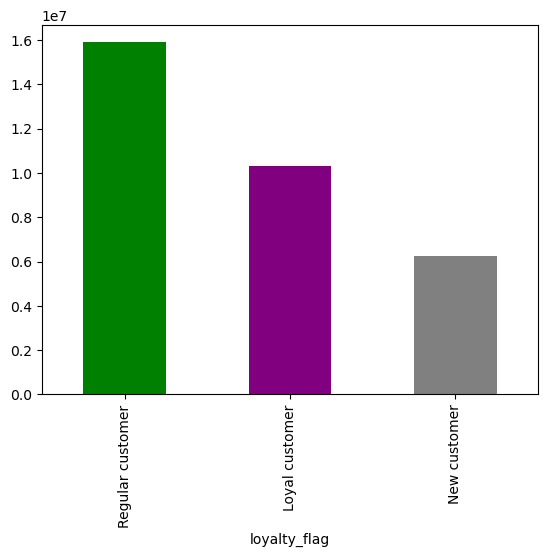 1e7
1.6
1.4
1.2
1.0
0.8
0.6
0.4
0.2
0.0
Regular customer
Loyal customer
New customer
loyalty_flag